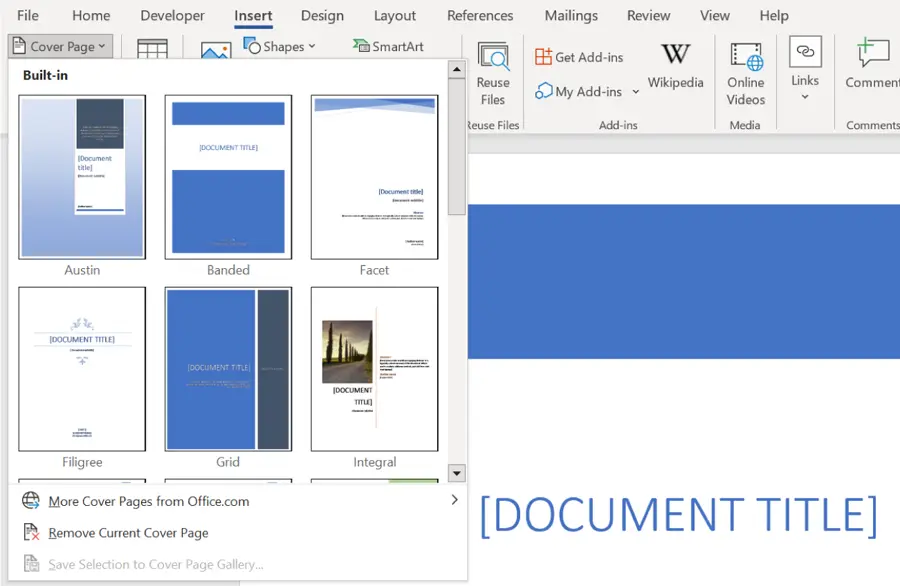 File Home Developer Insert Design Layout References Mailings Review View Help
Cover Page
Shapes
SmartArt
Built-in
Reuse
Files
Reuse Files
Get Add-ins
My Add-ins
W
Wikipedia
Add-ins
Online
Videos
Media
Links
Comment
Comments
[Document
title]
Austin
[DOCUMENT TITLE]
Banded
[Document title]
Facet
[DOCUMENT TITLE]
Filigree
[DOCUMENT TITLE]
Grid
[DOCUMENT
TITLE]
Integral
More Cover Pages from Office.com
Remove Current Cover Page
Save Selection to Cover Page Gallery...
[DOCUMENT TITLE]